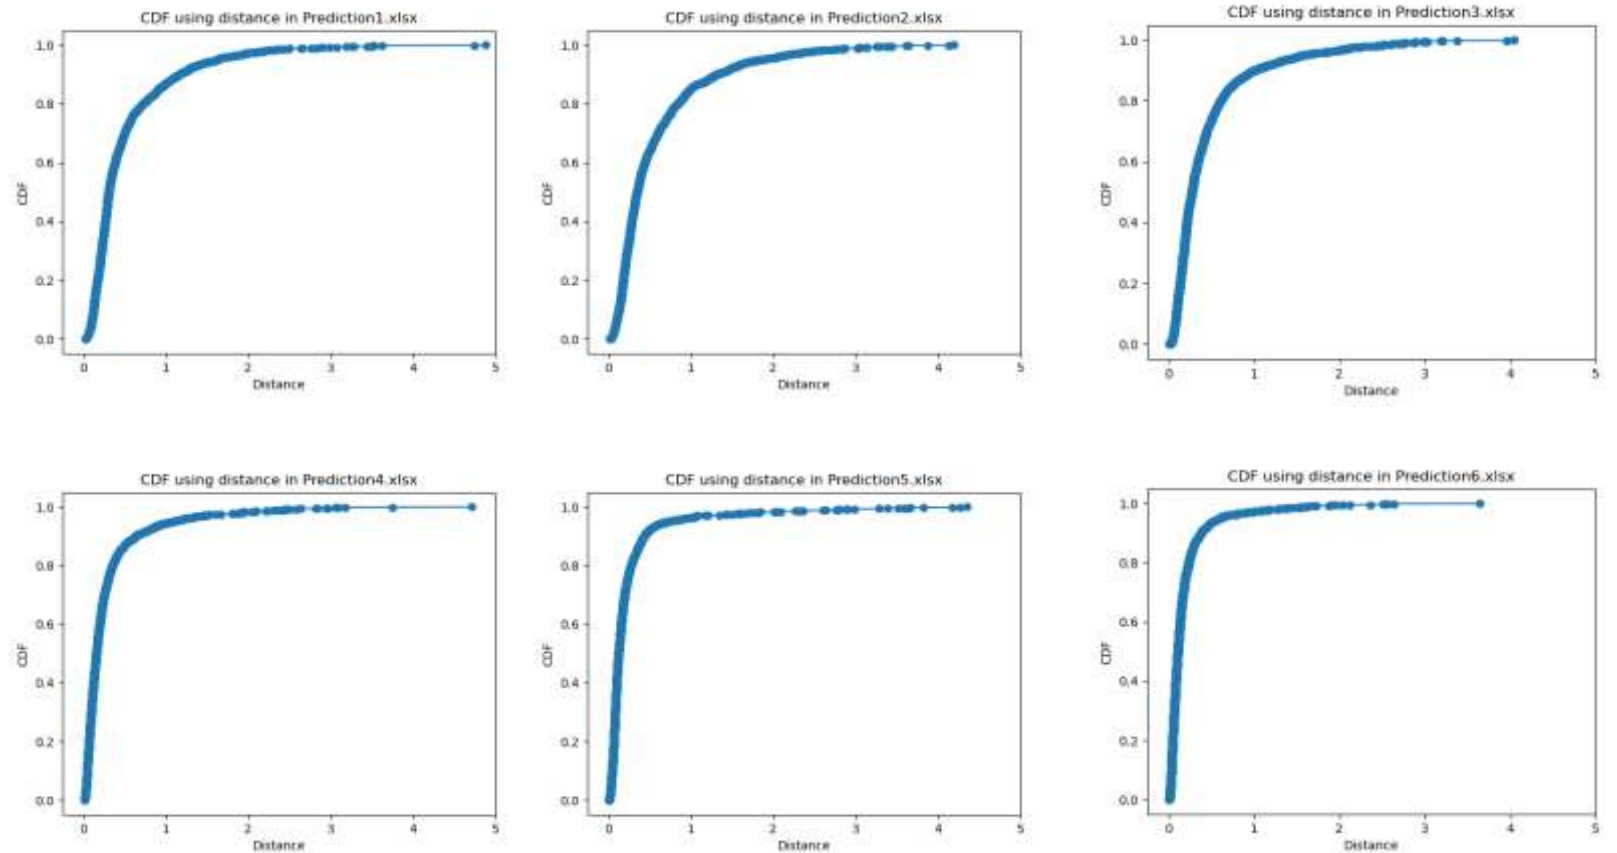 CDF using distance in Prediction1.xlsx
1.0
0.8
0.6
0.4
0.2
0.0
CDF
0 1 2 3 4 5
Distance
CDF using distance in Prediction2.xlsx
1.0
0.8
0.6
0.4
0.2
0.0
CDF
0 1 2 3 4 5
Distance
CDF using distance in Prediction3.xlsx
1.0
0.8
0.6
0.4
0.2
0.0
CDF
0 1 2 3 4 5
Distance
CDF using distance in Prediction4.xlsx
1.0
0.8
0.6
0.4
0.2
0.0
CDF
0 1 2 3 4 5
Distance
CDF using distance in Prediction5.xlsx
1.0
0.8
0.6
0.4
0.2
0.0
CDF
0 1 2 3 4 5
Distance
CDF using distance in Prediction6.xlsx
1.0
0.8
0.6
0.4
0.2
0.0
CDF
0 1 2 3 4 5
Distance